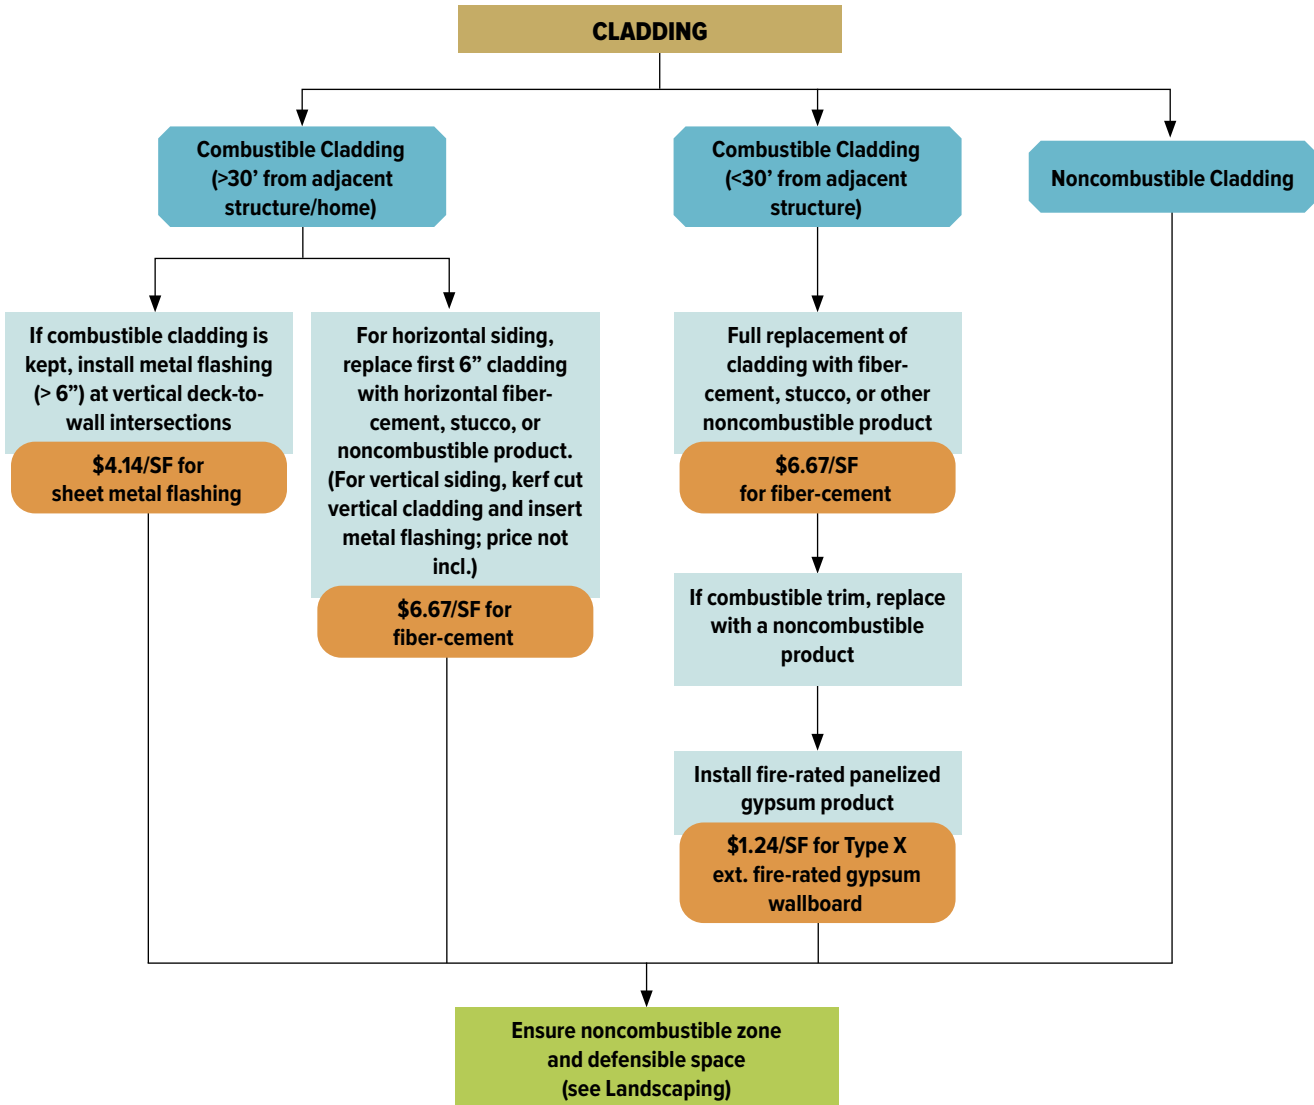 CLADDING
Combustible Cladding
(>30’ from adjacent
structure/home)
Combustible Cladding
(<30’ from adjacent
structure)
Noncombustible Cladding
If combustible cladding is
kept, install metal flashing
(> 6”) at vertical deck-to-
wall intersections
$4.14/SF for
sheet metal flashing
For horizontal siding,
replace first 6” cladding
with horizontal fiber-
cement, stucco, or
noncombustible product.
(For vertical siding, kerf cut
vertical cladding and insert
metal flashing; price not
incl.)
$6.67/SF for
fiber-cement
Full replacement of
cladding with fiber-
cement, stucco, or other
noncombustible product
$6.67/SF
for fiber-cement
If combustible trim, replace
with a noncombustible
product
Install fire-rated panelized
gypsum product
$1.24/SF for Type X
ext. fire-rated gypsum
wallboard
Ensure noncombustible zone
and defensible space
(see Landscaping)